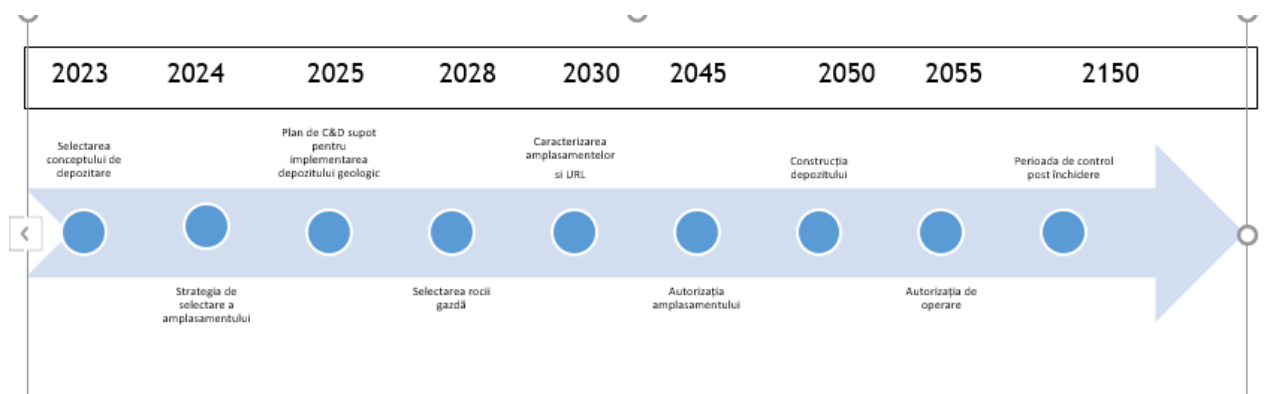 2023 2024 2025 2028 2030 2045 2050 2055 2150
Selectarea
conceptului de
depozitare
Strategia de
selectare a
amplasamentului
Plan de C&D supot
pentru
implementarea
depozitului geologic
Selectarea rocii
gazdă
Caracterizarea
amplasamentelor
si URL
Autorizația
amplasamentului
Construcția
depozitului
Autorizația de
operare
Perioada de control
post închidere